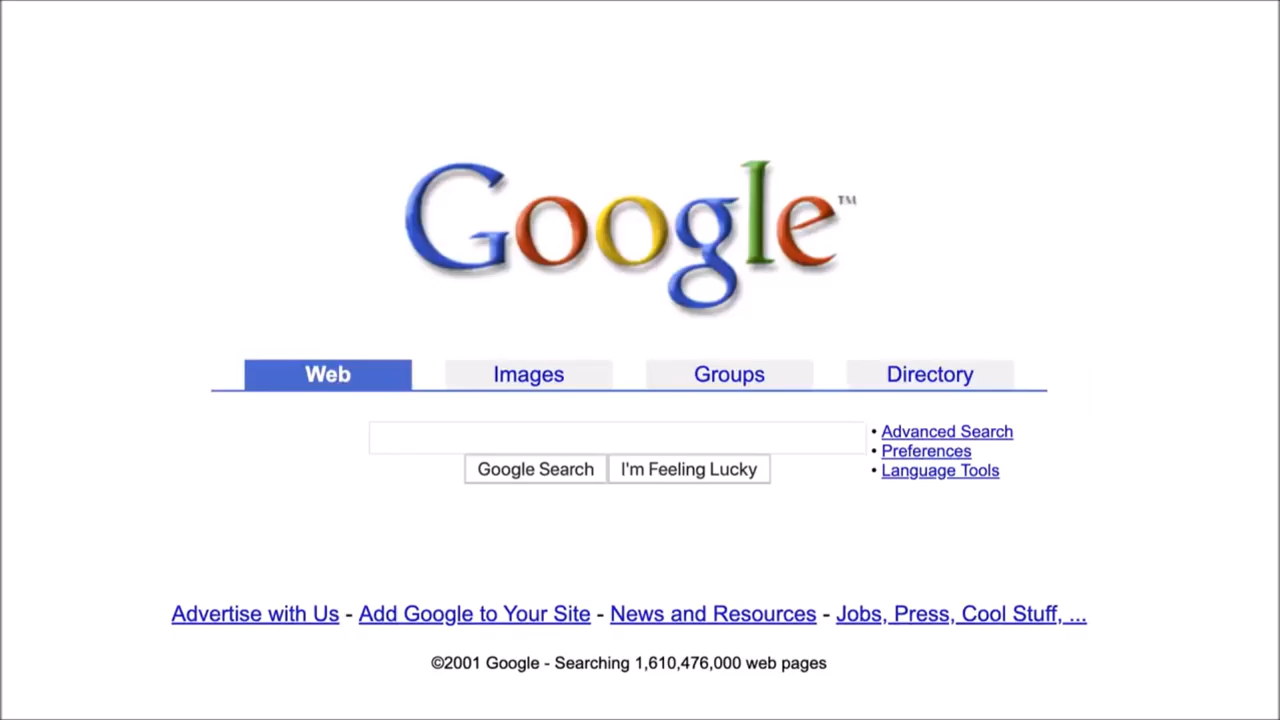 Google™
Web Images Groups Directory
• Advanced Search
• Preferences
• Language Tools
Google Search I'm Feeling Lucky
Advertise with Us - Add Google to Your Site - News and Resources - Jobs, Press, Cool Stuff, ...
©2001 Google - Searching 1,610,476,000 web pages